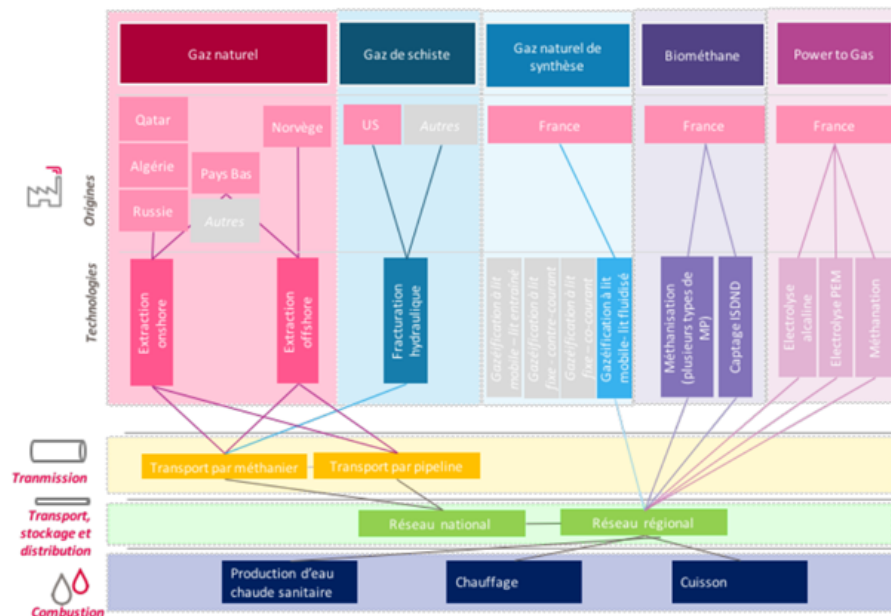 Gaz naturel
Gaz de schiste
Gaz naturel de
synthèse
Biométhane
Power to Gas
Origines
Qatar
Algérie
Russie
Pays Bas
Autres
Norvège
US
Autres
France
France
France
Technologies
Extraction
onshore
Extraction
offshore
Fracturation
hydraulique
Gazéification à lit
mobile – lit entraîné
Gazéification à lit
fixe - contre-courant
Gazéification à lit
fixe – co-courant
Gazéification à lit
mobile- lit fluidisé
Méthanisation
(plusieurs types de
MP)
Captage ISDND
Electrolyse
alcaline
Electrolyse PEM
Méthanation
Tranmission
Transport par méthanier
Transport par pipeline
Transport,
stockage et
distribution
Réseau national
Réseau régional
Combustion
Production d'eau
chaude sanitaire
Chauffage
Cuisson